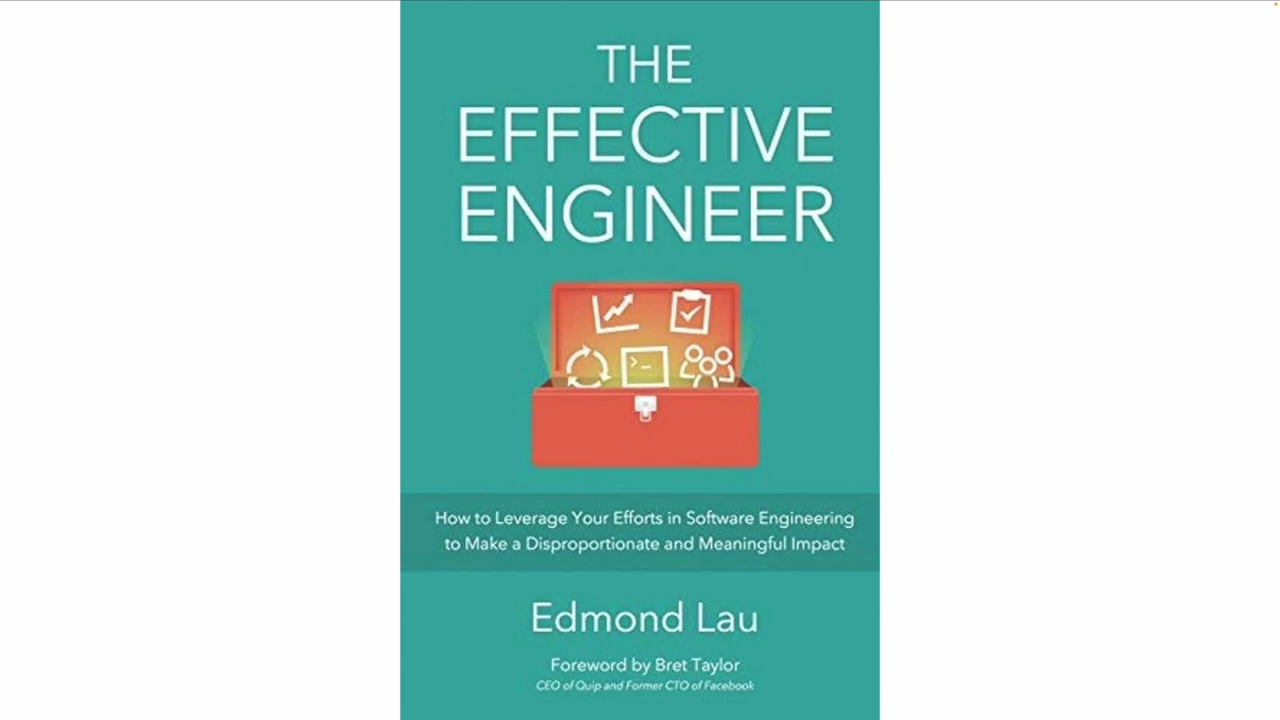 THE
EFFECTIVE
ENGINEER
>_
How to Leverage Your Efforts in Software Engineering
to Make a Disproportionate and Meaningful Impact
Edmond Lau
Foreword by Bret Taylor
CEO of Quip and Former CTO of Facebook